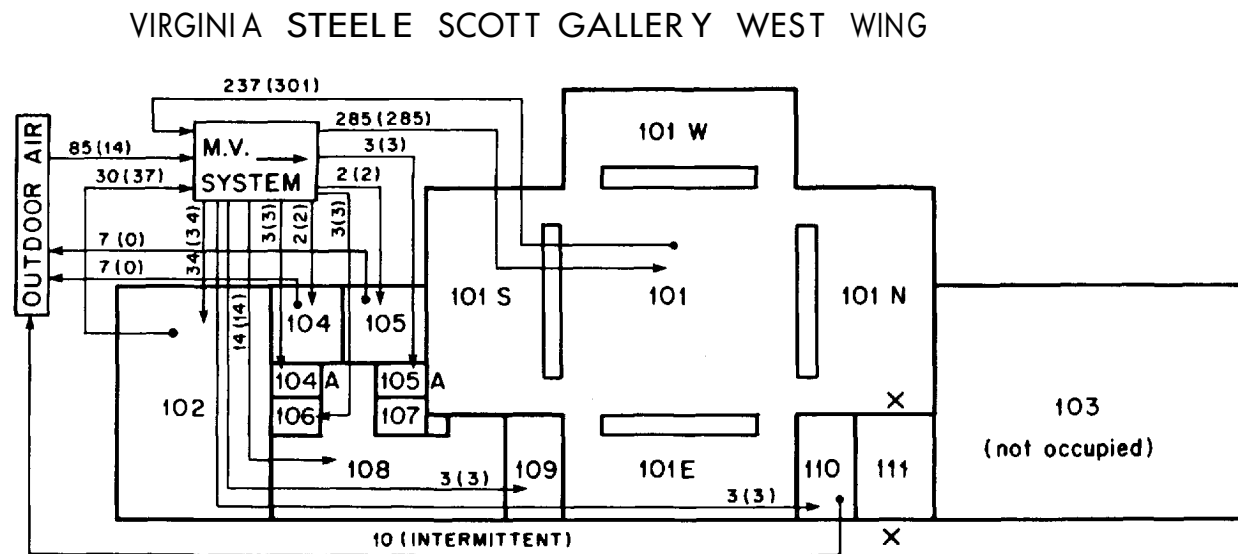 VIRGINIA STEELE SCOTT GALLERY WEST WING
237(301)
285(285)
101 W
OUTDOOR AIR
85(14)
M.V.
SYSTEM
3(3)
30(37)
2(2)
34(34)
3(3)
2(2)
3(3)
7(0)
7(0)
14(14)
104
105
101 S
101
101 N
104 A
105 A
102
106
107
X
103
(not occupied)
108
109
101E
110
111
3(3)
3(3)
10 (INTERMITTENT)
X